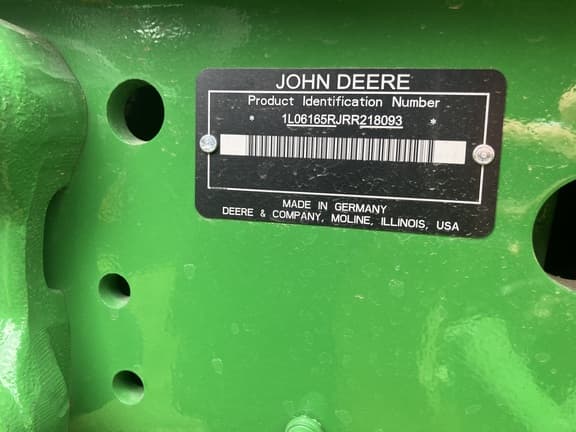 JOHN DEERE
Product Identification Number
* 1L06165RJRR218093 *
MADE IN GERMANY
DEERE & COMPANY, MOLINE, ILLINOIS, USA